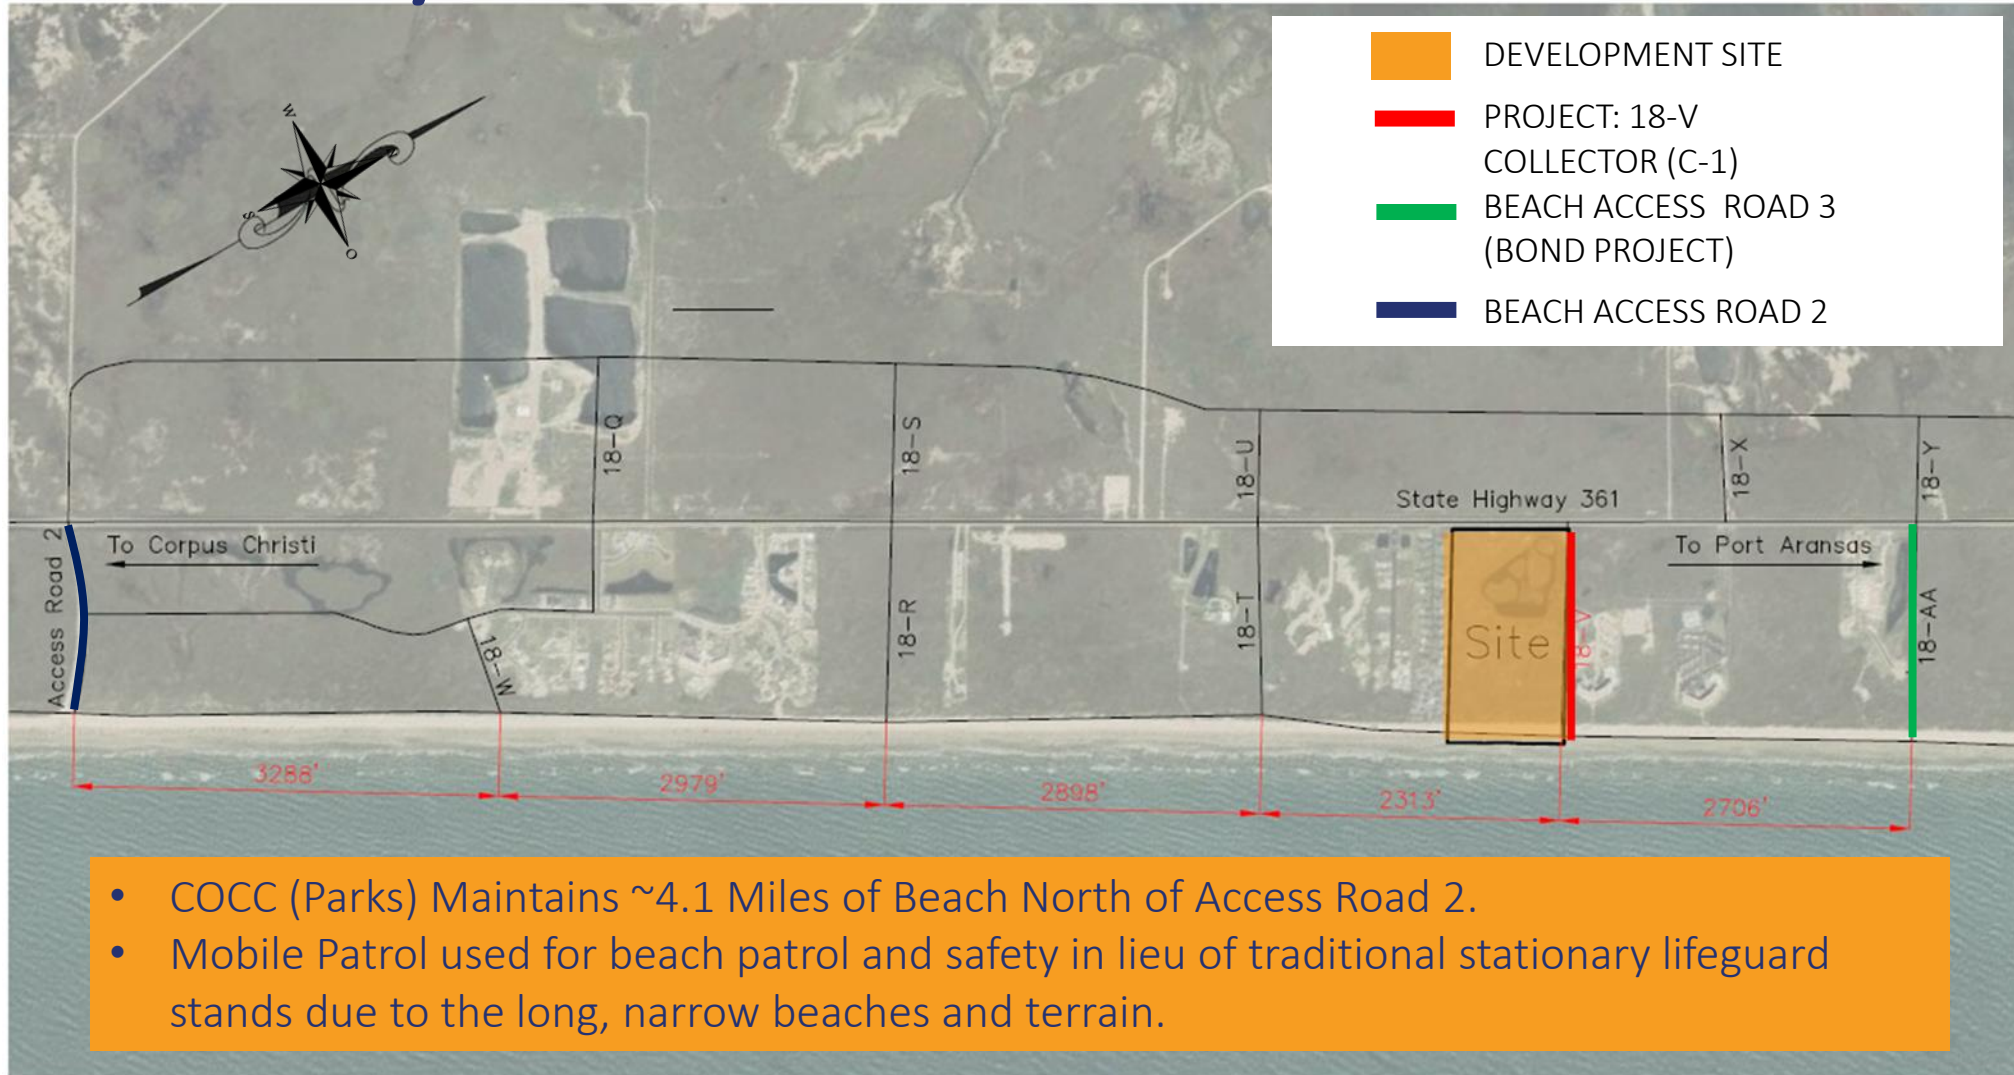 DEVELOPMENT SITE
PROJECT: 18-V
COLLECTOR (C-1)
BEACH ACCESS ROAD 3
(BOND PROJECT)
BEACH ACCESS ROAD 2
W
S
O
18-Q
18-S
18-U
18-X
18-Y
State Highway 361
Access Road 2
To Corpus Christi
To Port Aransas
18-W
18-R
18-T
Site
18-V
18-AA
3288'
2979'
2898'
2313'
2706'
• COCC (Parks) Maintains ~4.1 Miles of Beach North of Access Road 2.
• Mobile Patrol used for beach patrol and safety in lieu of traditional stationary lifeguard
stands due to the long, narrow beaches and terrain.